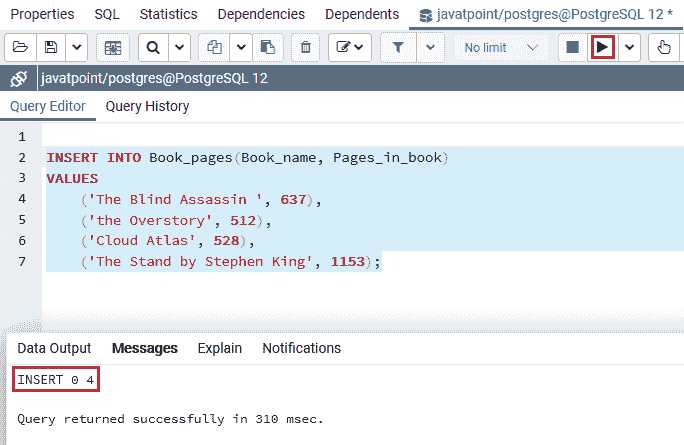 Properties SQL Statistics Dependencies Dependents javatpoint/postgres@PostgreSQL 12 *
No limit
javatpoint/postgres@PostgreSQL 12
Query Editor Query History
1
2 INSERT INTO Book_pages(Book_name, Pages_in_book)
3 VALUES
4 ('The Blind Assassin ', 637),
5 ('the Overstory', 512),
6 ('Cloud Atlas', 528),
7 ('The Stand by Stephen King', 1153);
Data Output Messages Explain Notifications
INSERT 0 4
Query returned successfully in 310 msec.